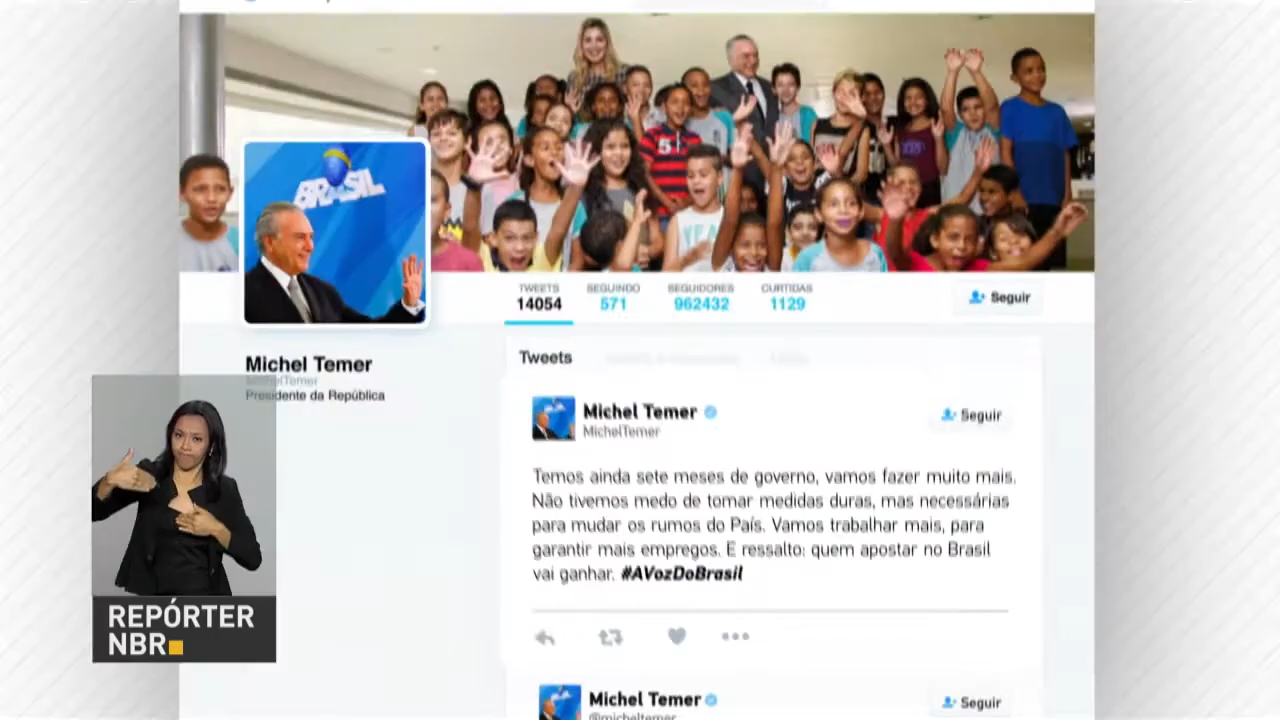 BRASIL
5
TWEETS SEGUINDO SEGUIDORES CURTIDAS
14054 571 962432 1129
Seguir
Michel Temer
MichelTemer
Presidente da República
Tweets
Michel Temer
MichelTemer
Seguir
Temos ainda sete meses de governo, vamos fazer muito mais.
Não tivemos medo de tomar medidas duras, mas necessárias
para mudar os rumos do País. Vamos trabalhar mais, para
garantir mais empregos. E ressalto: quem apostar no Brasil
vai ganhar. #AVozDoBrasil
Michel Temer
@micheltemer
Seguir
REPÓRTER
NBR